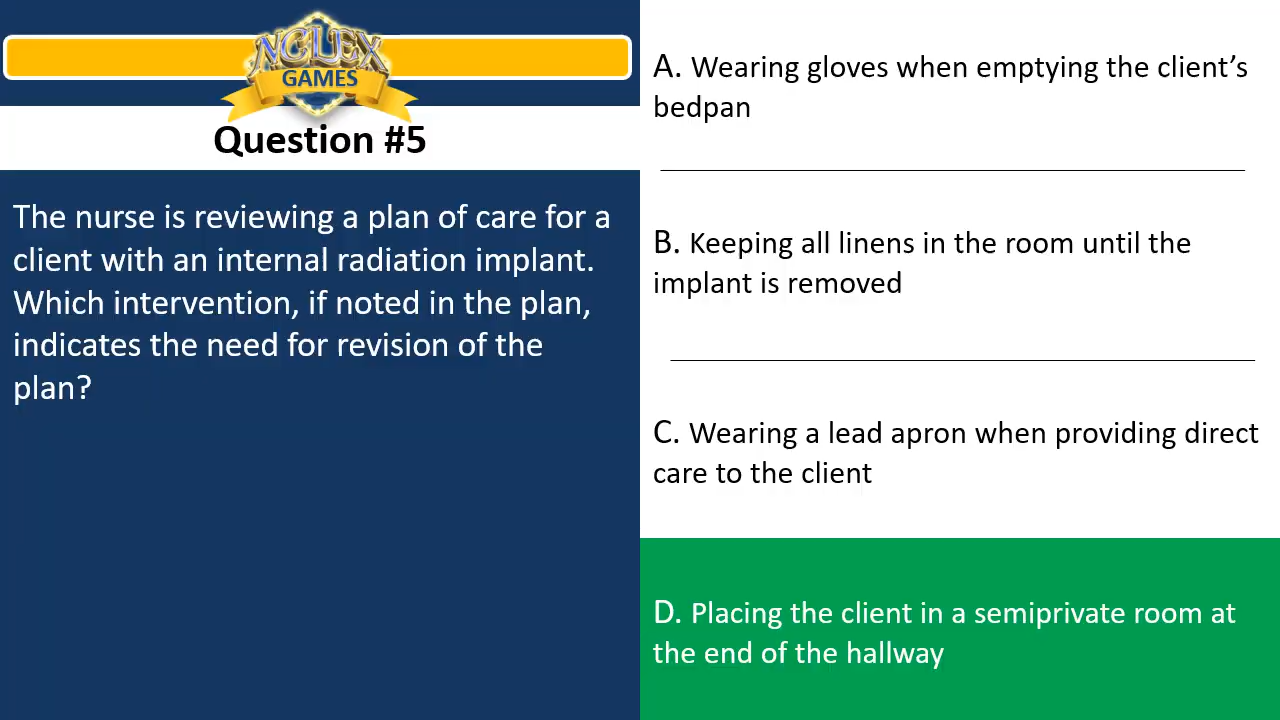 NCLEX
GAMES
Question #5
The nurse is reviewing a plan of care for a
client with an internal radiation implant.
Which intervention, if noted in the plan,
indicates the need for revision of the
plan?
A. Wearing gloves when emptying the client’s
bedpan
B. Keeping all linens in the room until the
implant is removed
C. Wearing a lead apron when providing direct
care to the client
D. Placing the client in a semiprivate room at
the end of the hallway